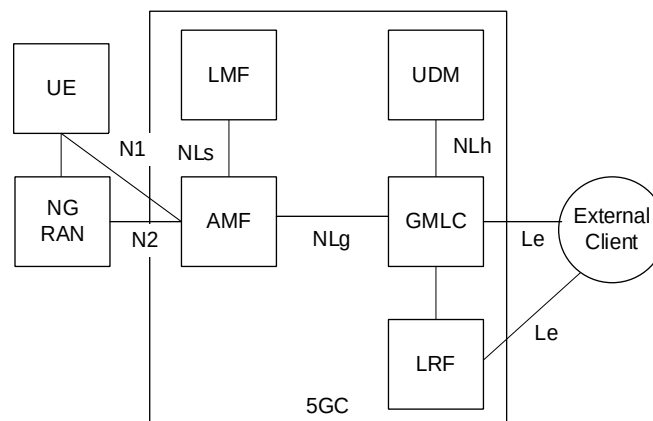 UE
LMF
UDM
N1
NLs
NLh
NG
RAN
N2
AMF
NLg
GMLC
Le
External
Client
LRF
Le
5GC